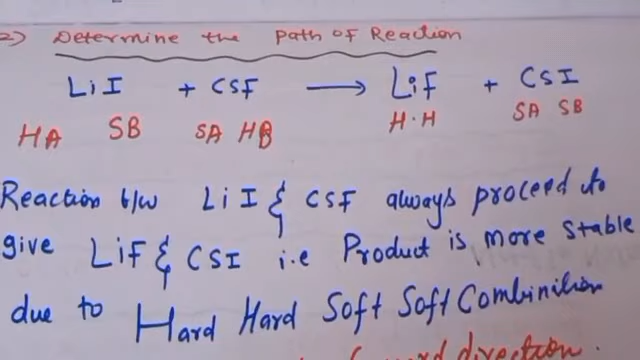 2) Determine the path of Reaction
LiI + CSF ⟶ LiF + CSI
HA SB SA HB H·H SA SB
Reaction b/w LiI & CSF always proceed to
give LiF & CSI i.e Product is more stable
due to Hard Hard Soft Soft Combinition
direction.